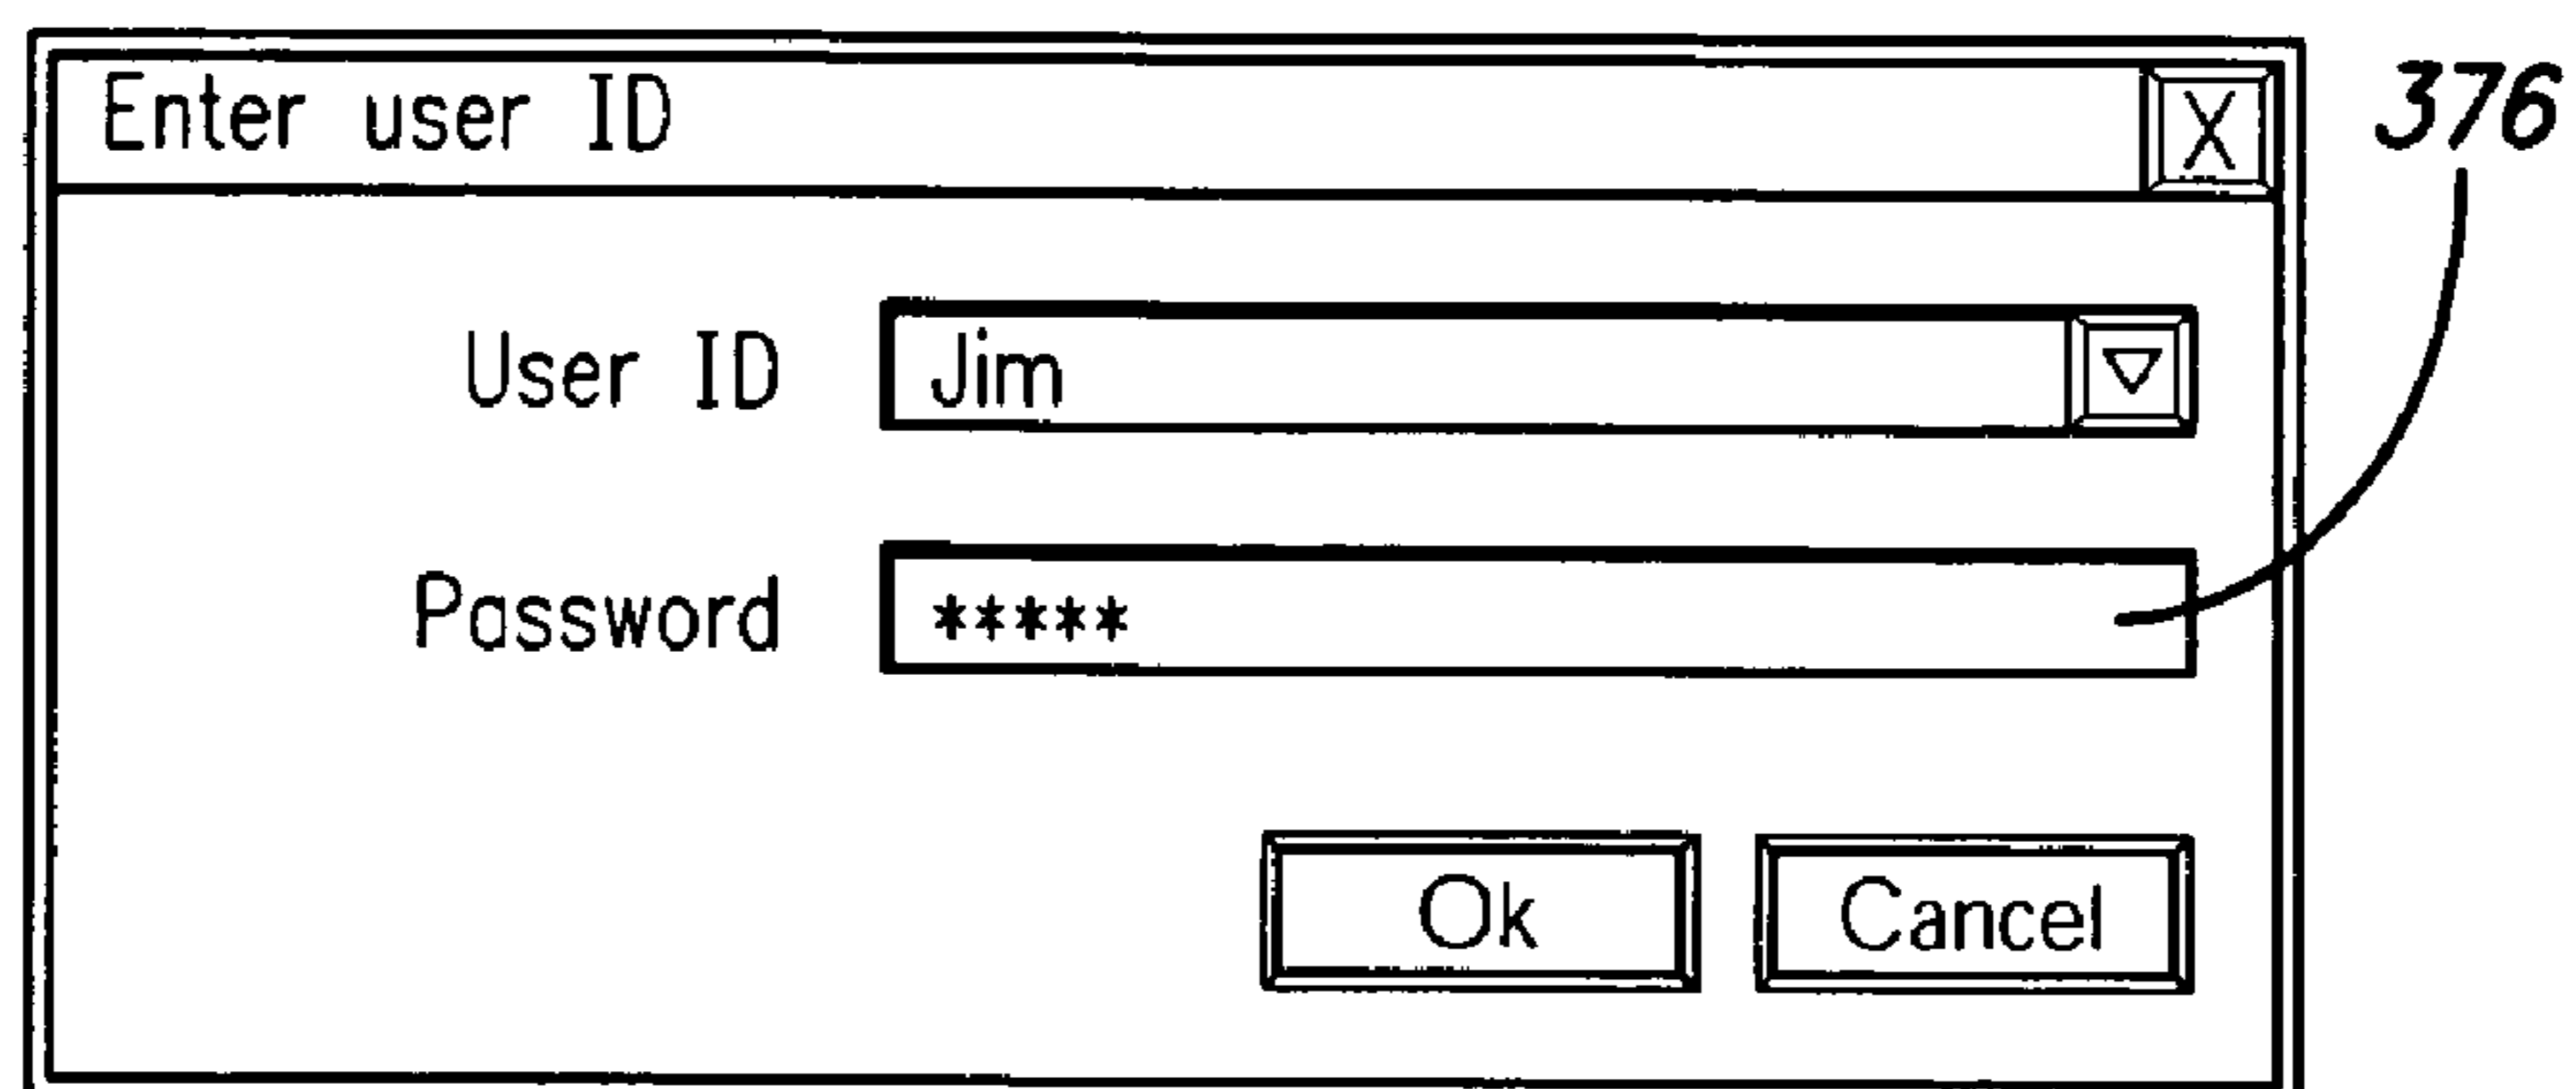 Enter user ID X
376
User ID Jim
Password *****
Ok Cancel